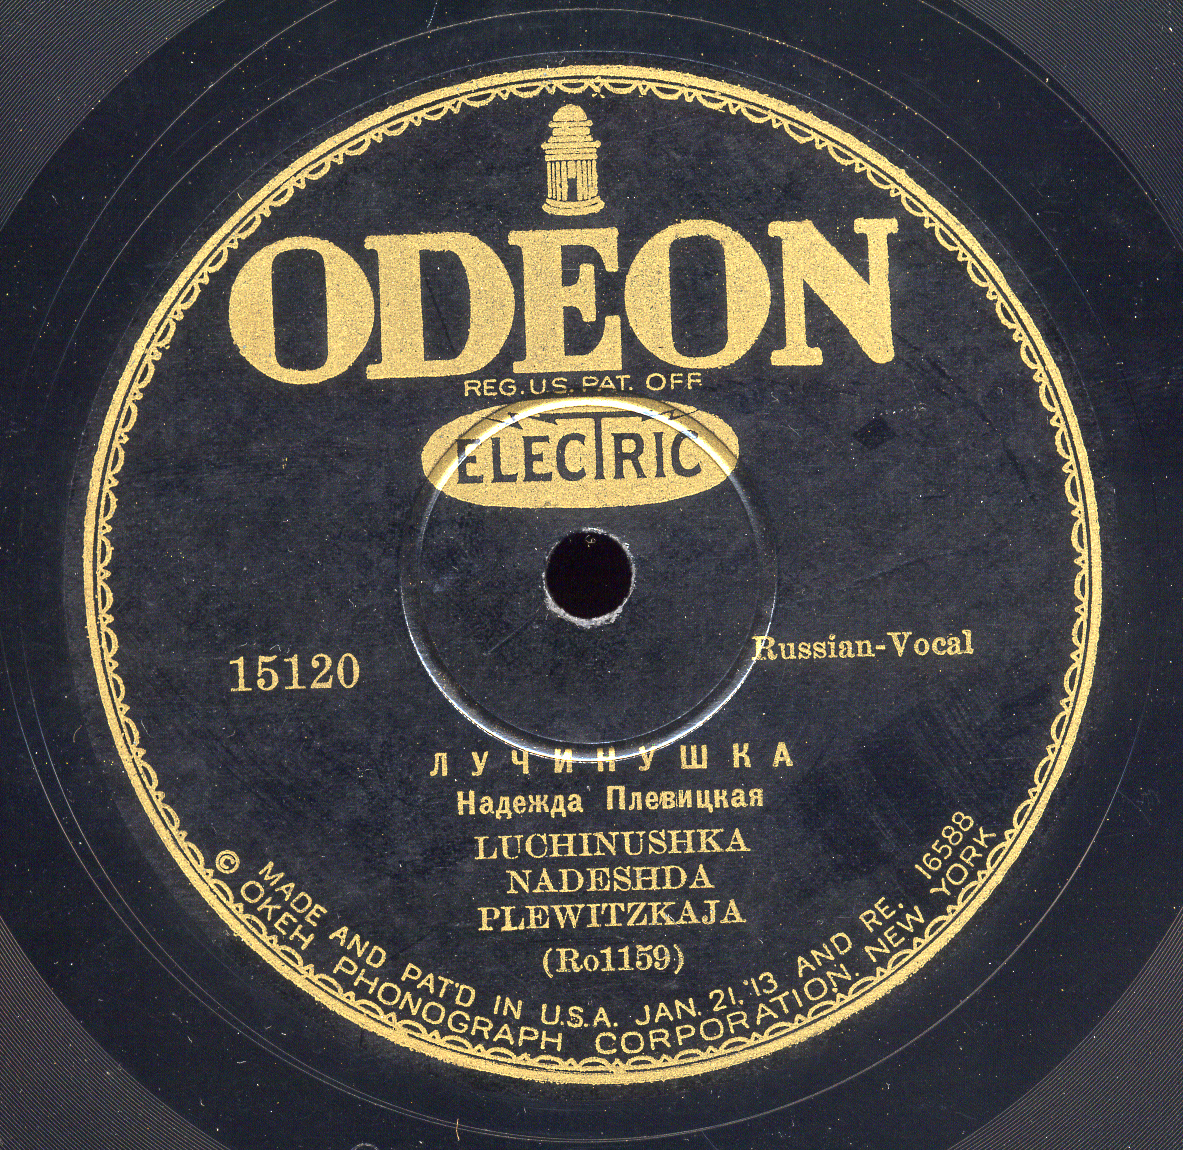 ODEON
REG. U.S. PAT. OFF
ELECTRIC
15120
Russian-Vocal
ЛУЧИНУШКА
Надежда Плевицкая
LUCHINUSHKA
NADESHDA
PLEWITZKAJA
(Ro1159)
© MADE AND PAT'D IN U.S.A. JAN. 21. '13 AND RE. 16588
OKEH PHONOGRAPH CORPORATION. NEW YORK